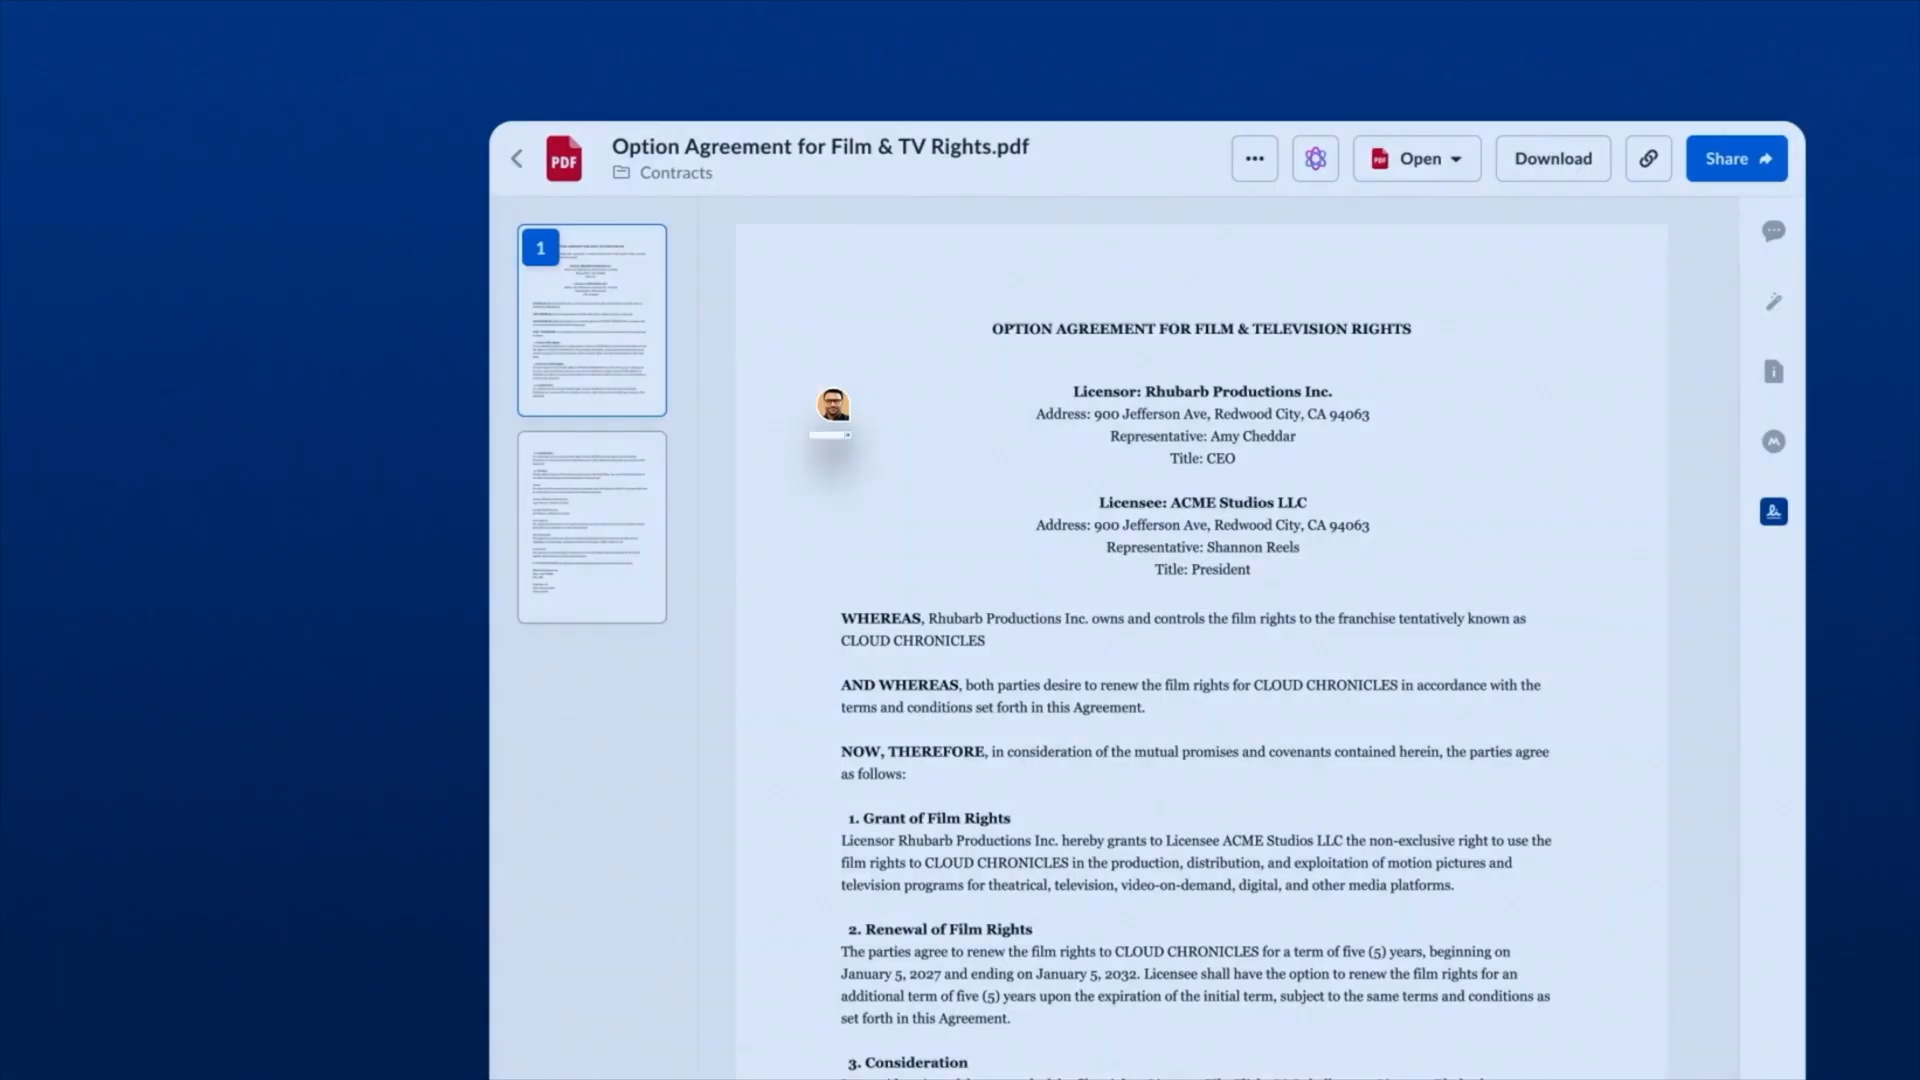 PDF
Option Agreement for Film & TV Rights.pdf
Contracts
PDF
Open
Download
Share
1
OPTION AGREEMENT FOR FILM & TELEVISION RIGHTS
Licensor: Rhubarb Productions Inc.
Address: 900 Jefferson Ave, Redwood City, CA 94063
Representative: Amy Cheddar
Title: CEO
Licensee: ACME Studios LLC
Address: 900 Jefferson Ave, Redwood City, CA 94063
Representative: Shannon Reels
Title: President
WHEREAS, Rhubarb Productions Inc. owns and controls the film rights to the franchise tentatively known as
CLOUD CHRONICLES
AND WHEREAS, both parties desire to renew the film rights for CLOUD CHRONICLES in accordance with the
terms and conditions set forth in this Agreement.
NOW, THEREFORE, in consideration of the mutual promises and covenants contained herein, the parties agree
as follows:
1. Grant of Film Rights
Licensor Rhubarb Productions Inc. hereby grants to Licensee ACME Studios LLC the non-exclusive right to use the
film rights to CLOUD CHRONICLES in the production, distribution, and exploitation of motion pictures and
television programs for theatrical, television, video-on-demand, digital, and other media platforms.
2. Renewal of Film Rights
The parties agree to renew the film rights to CLOUD CHRONICLES for a term of five (5) years, beginning on
January 5, 2027 and ending on January 5, 2032. Licensee shall have the option to renew the film rights for an
additional term of five (5) years upon the expiration of the initial term, subject to the same terms and conditions as
set forth in this Agreement.
3. Consideration